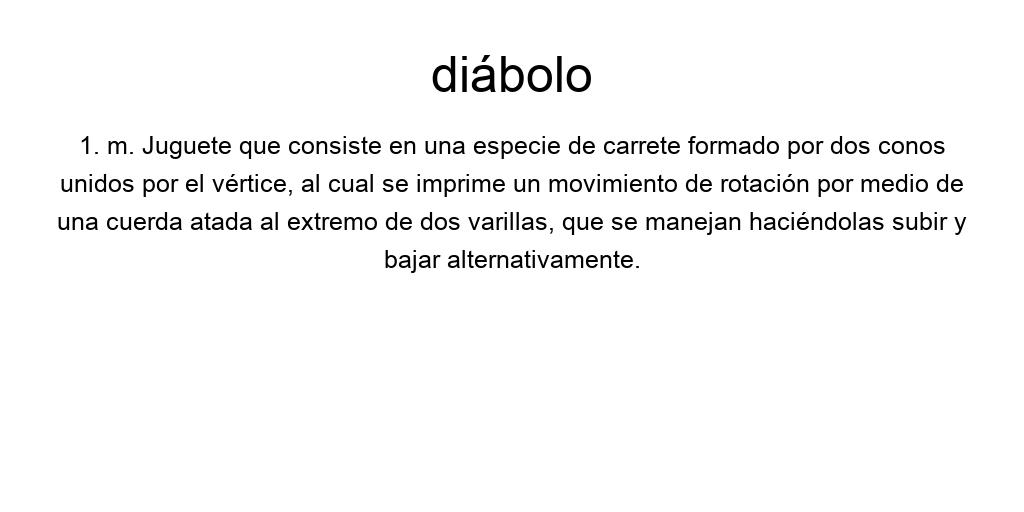 diábolo
1. m. Juguete que consiste en una especie de carrete formado por dos conos
unidos por el vértice, al cual se imprime un movimiento de rotación por medio de
una cuerda atada al extremo de dos varillas, que se manejan haciéndolas subir y
bajar alternativamente.